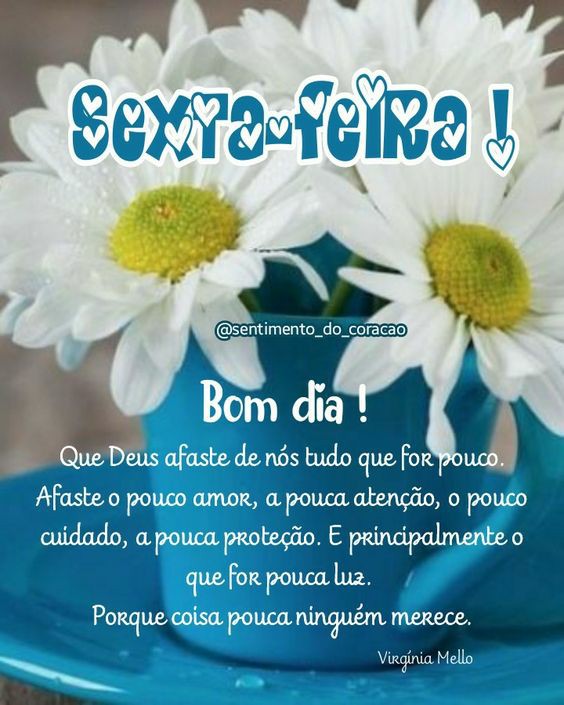 Sexta-feira !
@sentimento_do_coracao
Bom dia !
Que Deus afaste de nós tudo que for pouco.
Afaste o pouco amor, a pouca atenção, o pouco
cuidado, a pouca proteção. E principalmente o
que for pouca luz.
Porque coisa pouca ninguém merece.
Virgínia Mello